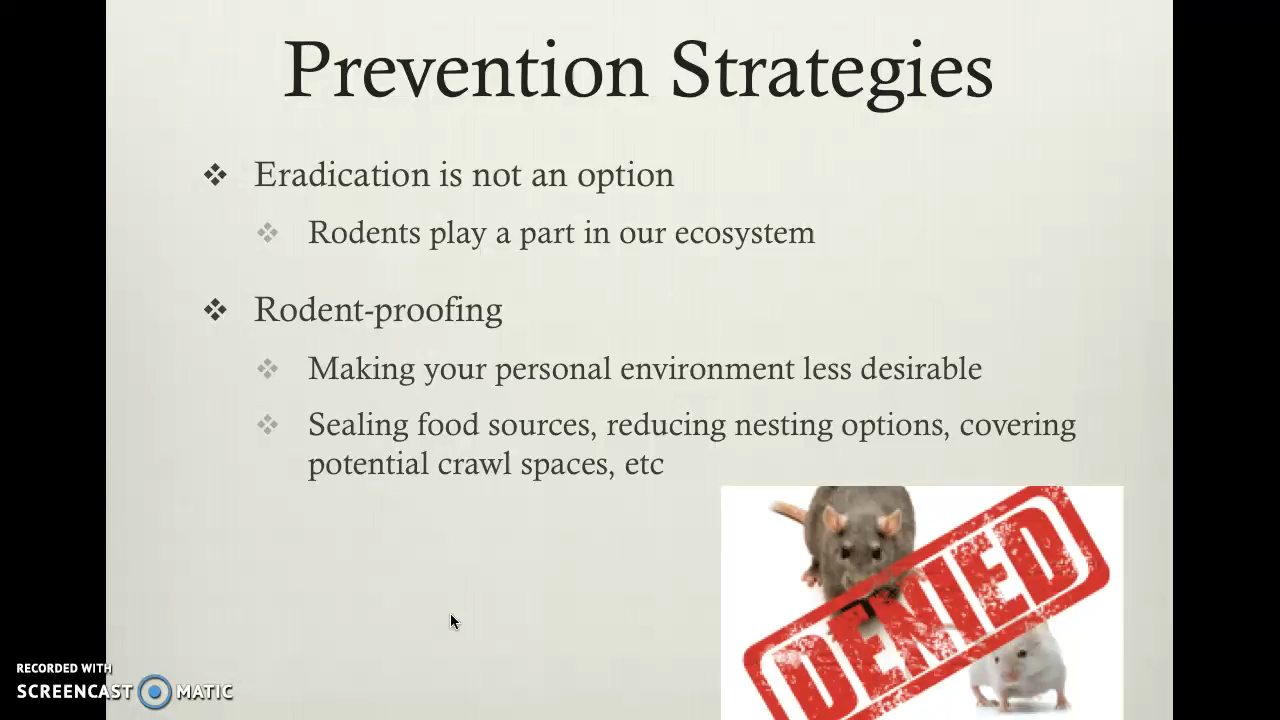 Prevention Strategies
Eradication is not an option
Rodents play a part in our ecosystem
Rodent-proofing
Making your personal environment less desirable
Sealing food sources, reducing nesting options, covering
potential crawl spaces, etc
DENIED
RECORDED WITH
SCREENCAST MATIC